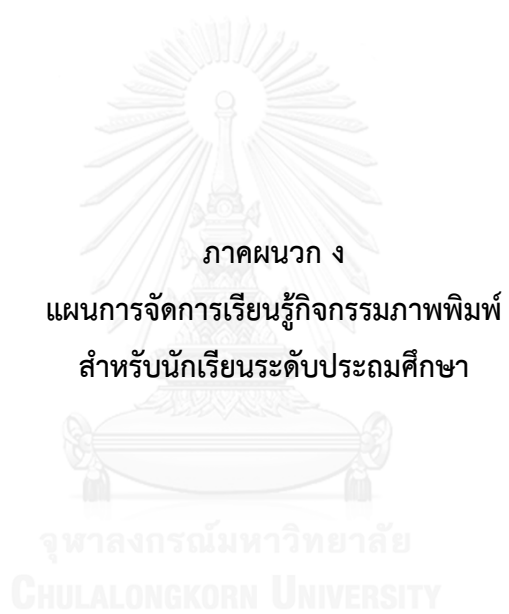 ภาคผนวก ง
แผนการจัดการเรียนรู้กิจกรรมภาพพิมพ์
สำหรับนักเรียนระดับประถมศึกษา
จุฬาลงกรณ์มหาวิทยาลัย
CHULALONGKORN UNIVERSITY